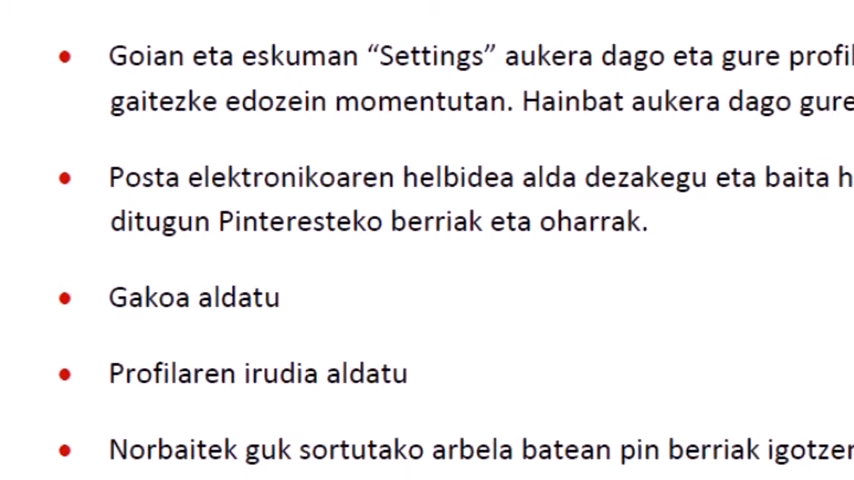 • Goian eta eskuman “Settings” aukera dago eta gure
gaitezke edozein momentutan. Hainbat aukera dago gure
• Posta elektronikoaren helbidea alda dezakegu eta baita
ditugun Pinteresteko berriak eta oharrak.
• Gakoa aldatu
• Profilaren irudia aldatu
• Norbaitek guk sortutako arbela batean pin berriak